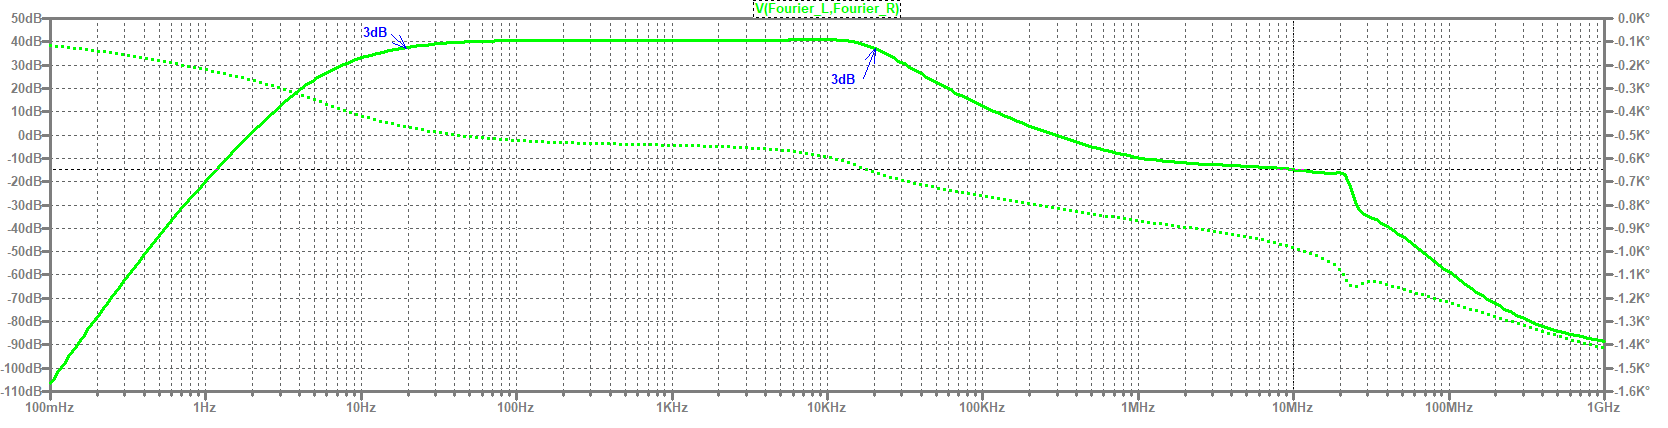 V(Fourier_L,Fourier_R)
50dB
40dB
30dB
20dB
10dB
0dB
-10dB
-20dB
-30dB
-40dB
-50dB
-60dB
-70dB
-80dB
-90dB
-100dB
-110dB
3dB
3dB
0.0K°
-0.1K°
-0.2K°
-0.3K°
-0.4K°
-0.5K°
-0.6K°
-0.7K°
-0.8K°
-0.9K°
-1.0K°
-1.1K°
-1.2K°
-1.3K°
-1.4K°
-1.5K°
-1.6K°
100mHz 1Hz 10Hz 100Hz 1KHz 10KHz 100KHz 1MHz 10MHz 100MHz 1GHz